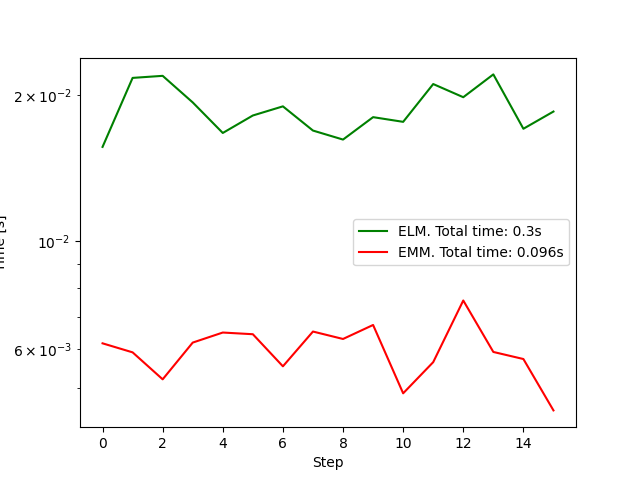 2 × 10⁻²
10⁻²
6 × 10⁻³
ELM. Total time: 0.3s
EMM. Total time: 0.096s
0 2 4 6 8 10 12 14
Step